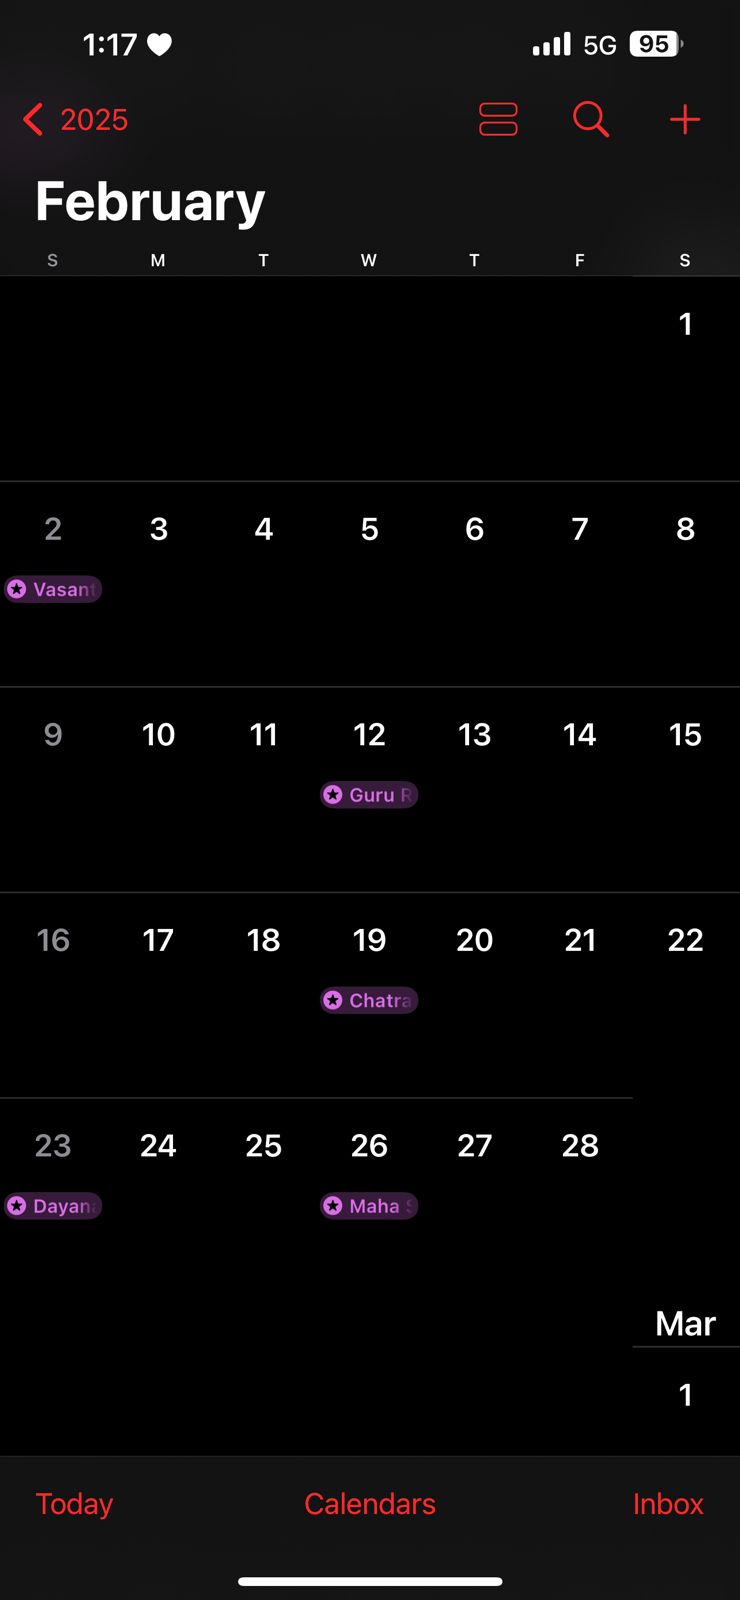 1:17 5G 95
2025
February
S M T W T F S
1
2 3 4 5 6 7 8
Vasant
9 10 11 12 13 14 15
Guru R
16 17 18 19 20 21 22
Chatra
23 24 25 26 27 28
Dayana Maha S
Mar
1
Today Calendars Inbox